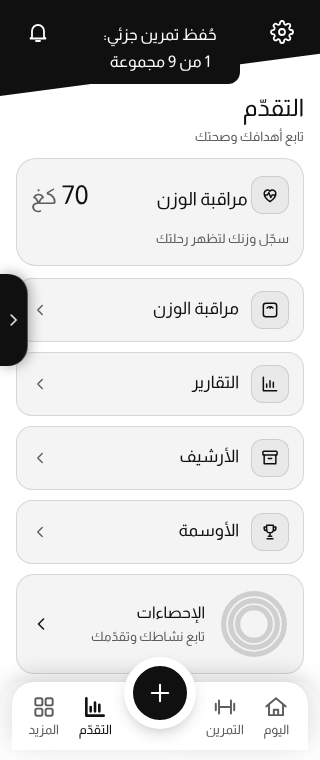 حُفظ تمرين جزئي:
1 من 9 مجموعة
التقدّم
تابع أهدافك وصحتك
مراقبة الوزن
70 كغ
سجّل وزنك لتظهر رحلتك
مراقبة الوزن
التقارير
الأرشيف
الأوسمة
الإحصاءات
تابع نشاطك وتقدّمك
اليوم
التمرين
التقدّم
المزيد